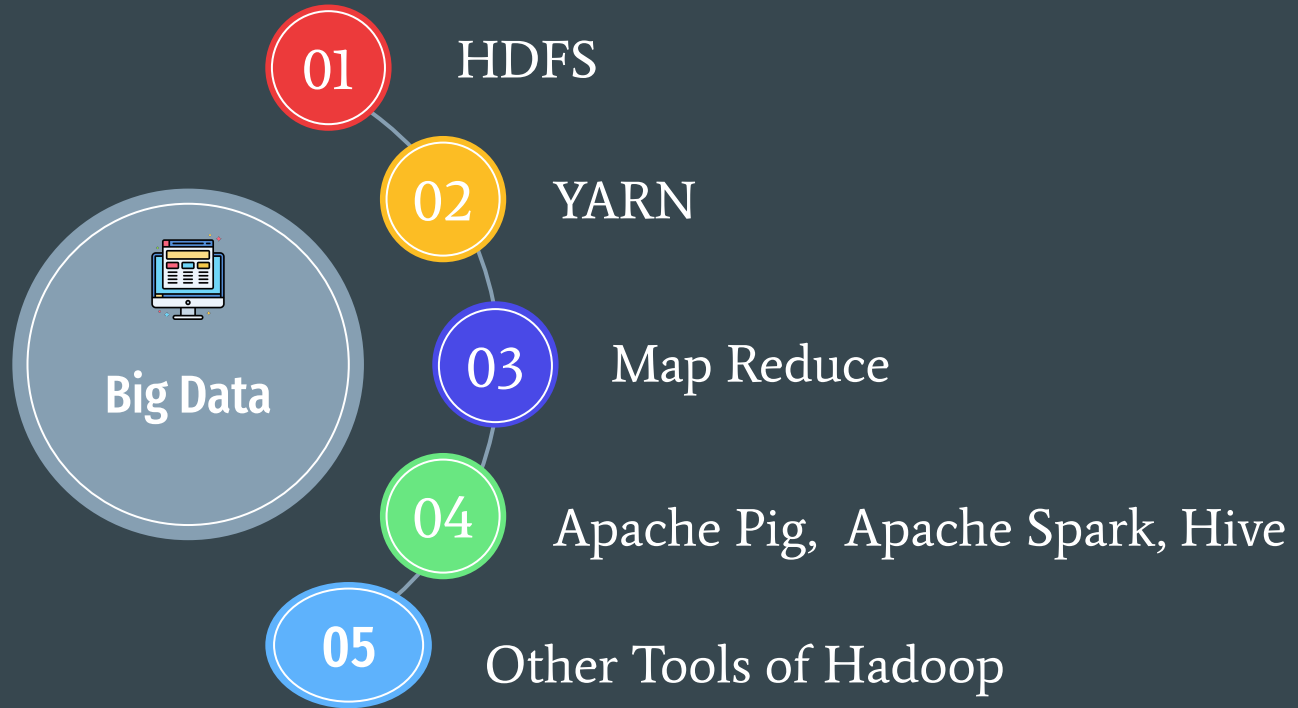 01
HDFS
02
YARN
Big Data
03
Map Reduce
04
Apache Pig,  Apache Spark, Hive
05
Other Tools of Hadoop